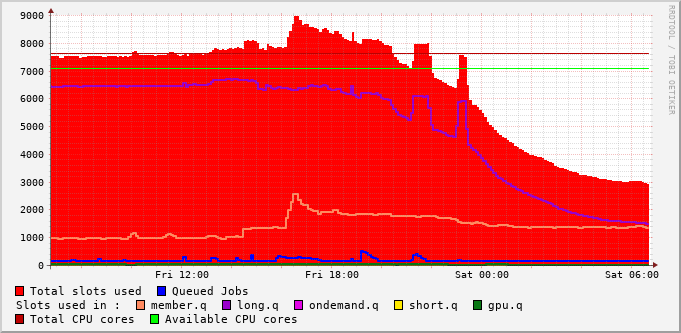 RRDTOOL / TOBI OETIKER
9000
8000
7000
6000
5000
4000
3000
2000
1000
0
Fri 12:00 Fri 18:00 Sat 00:00 Sat 06:00
Total slots used Queued Jobs
Slots used in : member.q long.q ondemand.q short.q gpu.q
Total CPU cores Available CPU cores